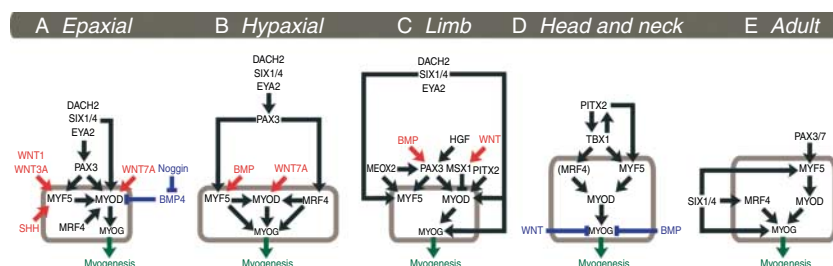 A Epaxial
B Hypaxial
C Limb
D Head and neck
E Adult
DACH2
SIX1/4
EYA2
WNT1
WNT3A
PAX3
WNT7A
Noggin
MYF5
MYOD
BMP4
SHH
MRF4
MYOG
Myogenesis
DACH2
SIX1/4
EYA2
PAX3
BMP
WNT7A
MYF5
MYOD
MRF4
MYOG
Myogenesis
DACH2
SIX1/4
EYA2
BMP
HGF
WNT
MEOX2
PAX3
MSX1
PITX2
MYF5
MYOD
MYOG
Myogenesis
PITX2
TBX1
(MRF4)
MYF5
MYOD
WNT
MYOG
BMP
Myogenesis
PAX3/7
MYF5
SIX1/4
MRF4
MYOD
MYOG
Myogenesis